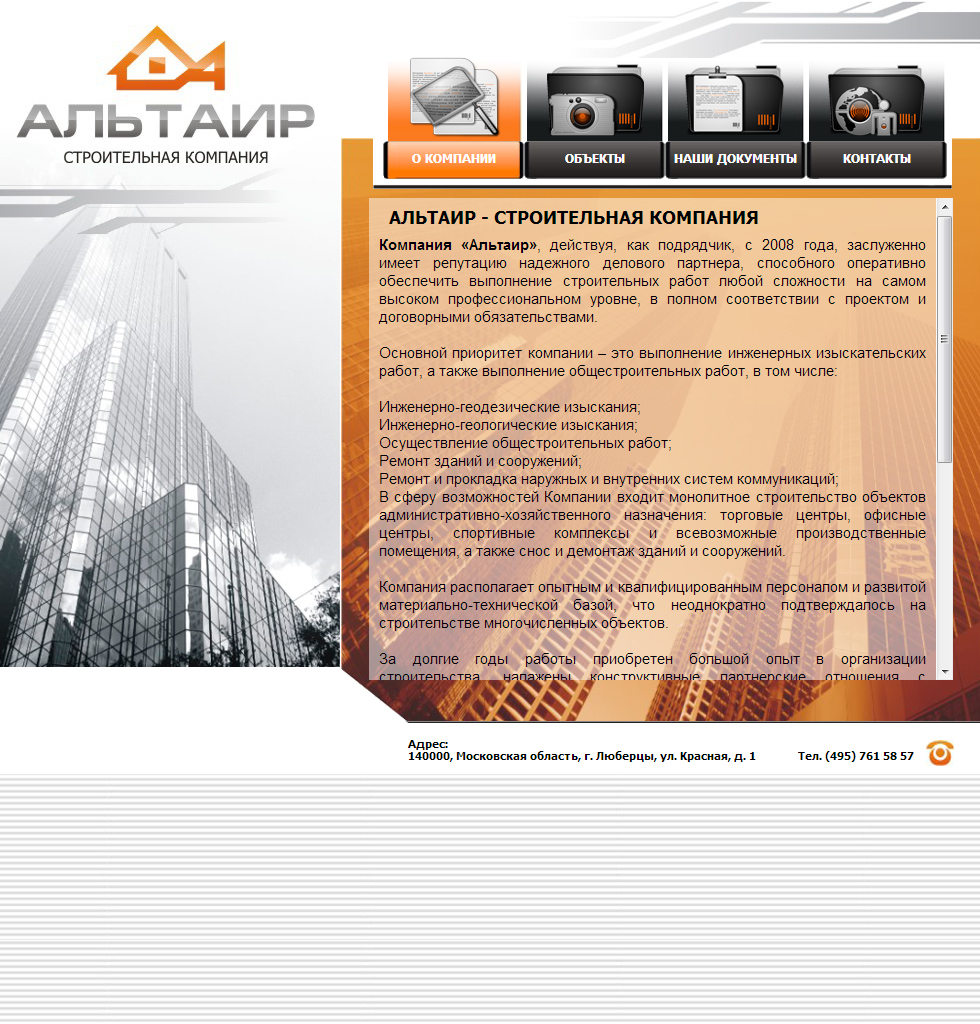 АЛЬТАИР
СТРОИТЕЛЬНАЯ КОМПАНИЯ
О КОМПАНИИ
ОБЪЕКТЫ
НАШИ ДОКУМЕНТЫ
КОНТАКТЫ
АЛЬТАИР - СТРОИТЕЛЬНАЯ КОМПАНИЯ
Компания «Альтаир», действуя, как подрядчик, с 2008 года, заслуженно
имеет репутацию надежного делового партнера, способного оперативно
обеспечить выполнение строительных работ любой сложности на самом
высоком профессиональном уровне, в полном соответствии с проектом и
договорными обязательствами.
Основной приоритет компании – это выполнение инженерных изыскательских
работ, а также выполнение общестроительных работ, в том числе:
Инженерно-геодезические изыскания;
Инженерно-геологические изыскания;
Осуществление общестроительных работ;
Ремонт зданий и сооружений;
Ремонт и прокладка наружных и внутренних систем коммуникаций;
В сферу возможностей Компании входит монолитное строительство объектов
административно-хозяйственного назначения: торговые центры, офисные
центры, спортивные комплексы и всевозможные производственные
помещения, а также снос и демонтаж зданий и сооружений.
Компания располагает опытным и квалифицированным персоналом и развитой
материально-технической базой, что неоднократно подтверждалось на
строительстве многочисленных объектов.
За долгие годы работы приобретен большой опыт в организации
строительства, налажены конструктивные партнерские отношения с
Адрес:
140000, Московская область, г. Люберцы, ул. Красная, д. 1
Тел. (495) 761 58 57